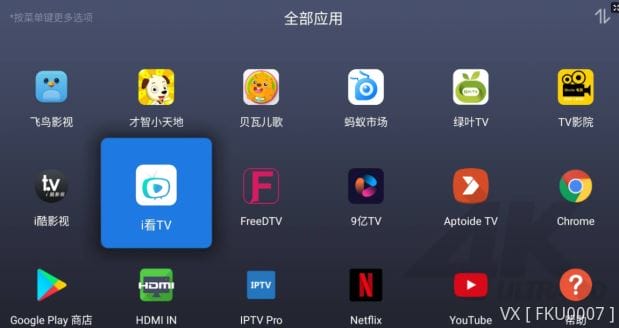 *按菜单键更多选项
全部应用
飞鸟影视
才智小天地
贝瓦儿歌
蚂蚁市场
绿叶TV
TV影院
i酷影视
i看TV
FreeDTV
9亿TV
Aptoide TV
Chrome
HDMI
IPTV
Google Play 商店
HDMI IN
IPTV Pro
Netflix
YouTube
帮助
4K
VX [ FKU0007 ]